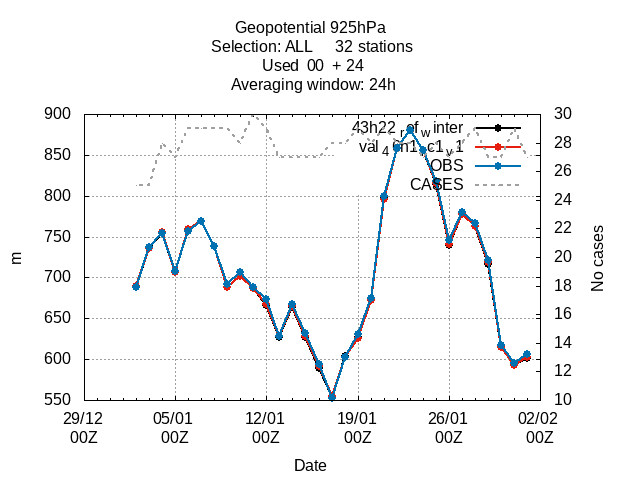 Geopotential 925hPa
Selection: ALL 32 stations
Used 00 + 24
Averaging window: 24h
900
850
800
750
700
650
600
550
m
30
28
26
24
22
20
18
16
14
12
10
No cases
43h22_ref_winter
OBS
CASES
29/12 05/01 12/01 19/01 26/01 02/02
00Z 00Z 00Z 00Z 00Z 00Z
Date